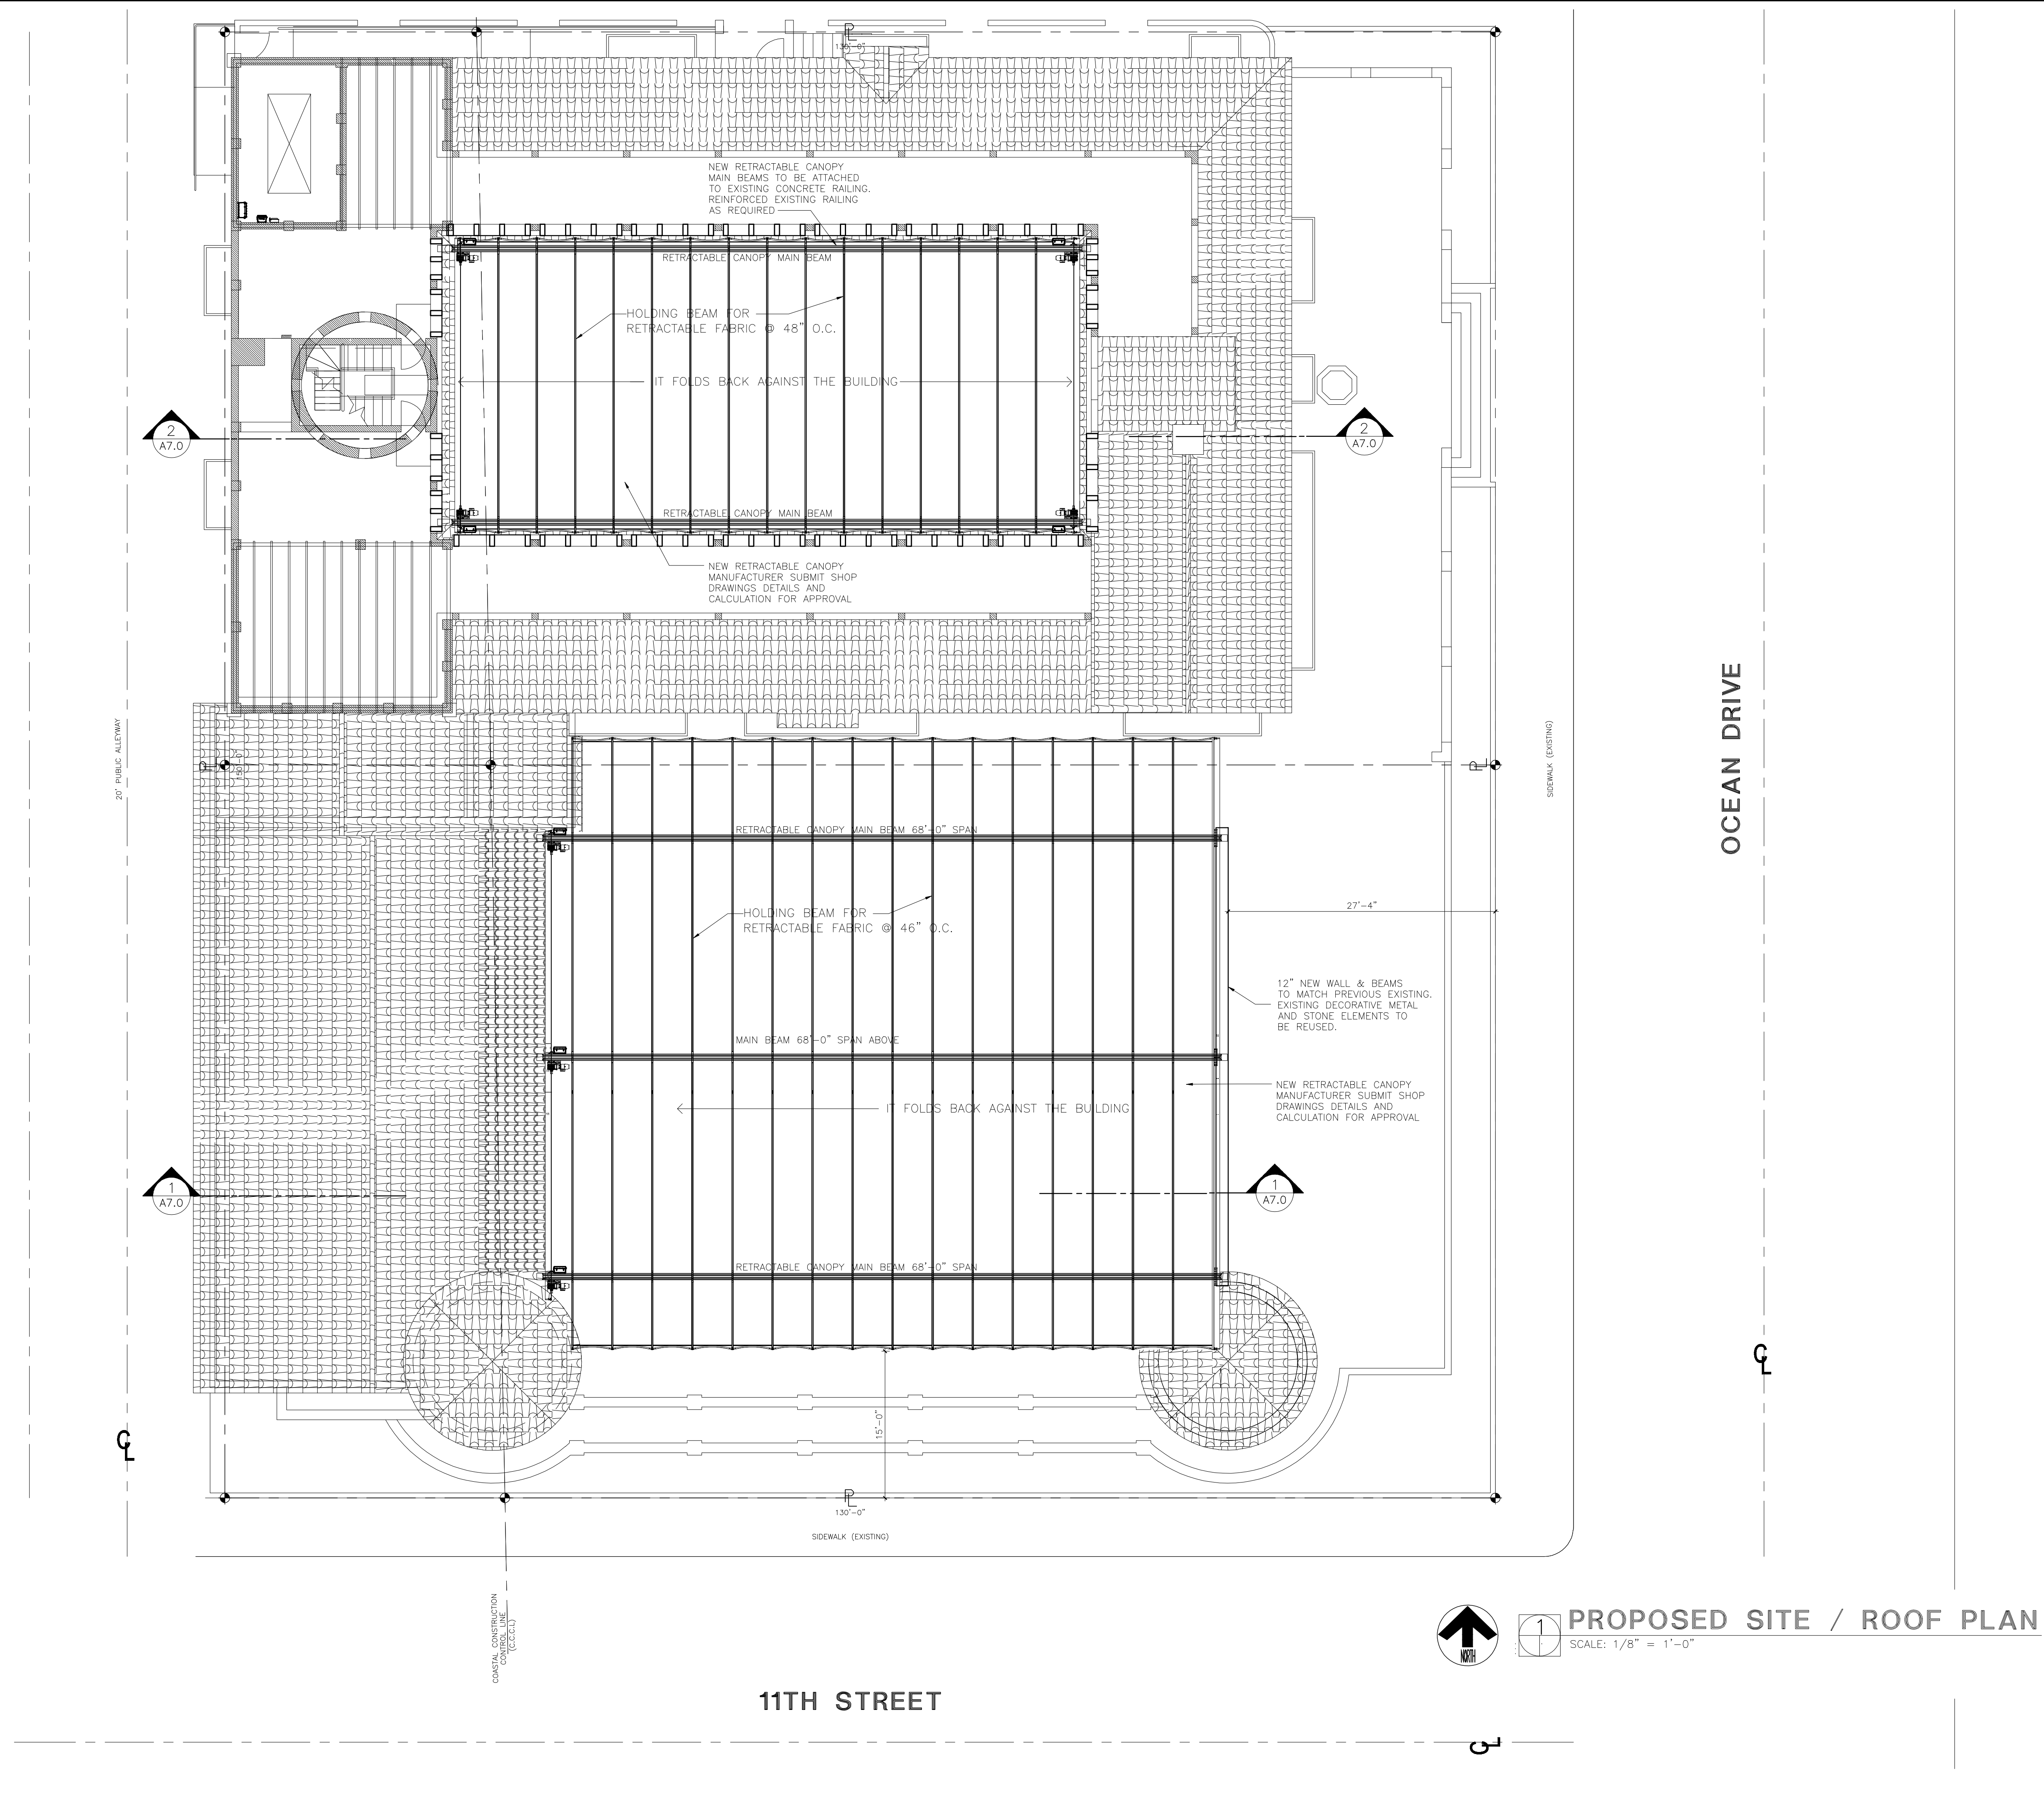 130'-0"
NEW RETRACTABLE CANOPY
MAIN BEAMS TO BE ATTACHED
TO EXISTING CONCRETE RAILING.
REINFORCED EXISTING RAILING
AS REQUIRED
RETRACTABLE CANOPY MAIN BEAM
HOLDING BEAM FOR
RETRACTABLE FABRIC @ 48" O.C.
IT FOLDS BACK AGAINST THE BUILDING
2
A7.0
2
A7.0
RETRACTABLE CANOPY MAIN BEAM
NEW RETRACTABLE CANOPY
MANUFACTURER SUBMIT SHOP
DRAWINGS DETAILS AND
CALCULATION FOR APPROVAL
20' PUBLIC ALLEYWAY
150'-0"
SIDEWALK (EXISTING)
OCEAN DRIVE
RETRACTABLE CANOPY MAIN BEAM 68'-0" SPAN
HOLDING BEAM FOR
RETRACTABLE FABRIC @ 46" O.C.
27'-4"
12" NEW WALL & BEAMS
TO MATCH PREVIOUS EXISTING.
EXISTING DECORATIVE METAL
AND STONE ELEMENTS TO
BE REUSED.
MAIN BEAM 68'-0" SPAN ABOVE
NEW RETRACTABLE CANOPY
MANUFACTURER SUBMIT SHOP
DRAWINGS DETAILS AND
CALCULATION FOR APPROVAL
IT FOLDS BACK AGAINST THE BUILDING
1
A7.0
1
A7.0
RETRACTABLE CANOPY MAIN BEAM 68'-0" SPAN
15'-0"
130'-0"
SIDEWALK (EXISTING)
COASTAL CONSTRUCTION
CONTROL LINE
(C.C.C.L)
NORTH
1
PROPOSED SITE / ROOF PLAN
SCALE: 1/8" = 1'-0"
11TH STREET